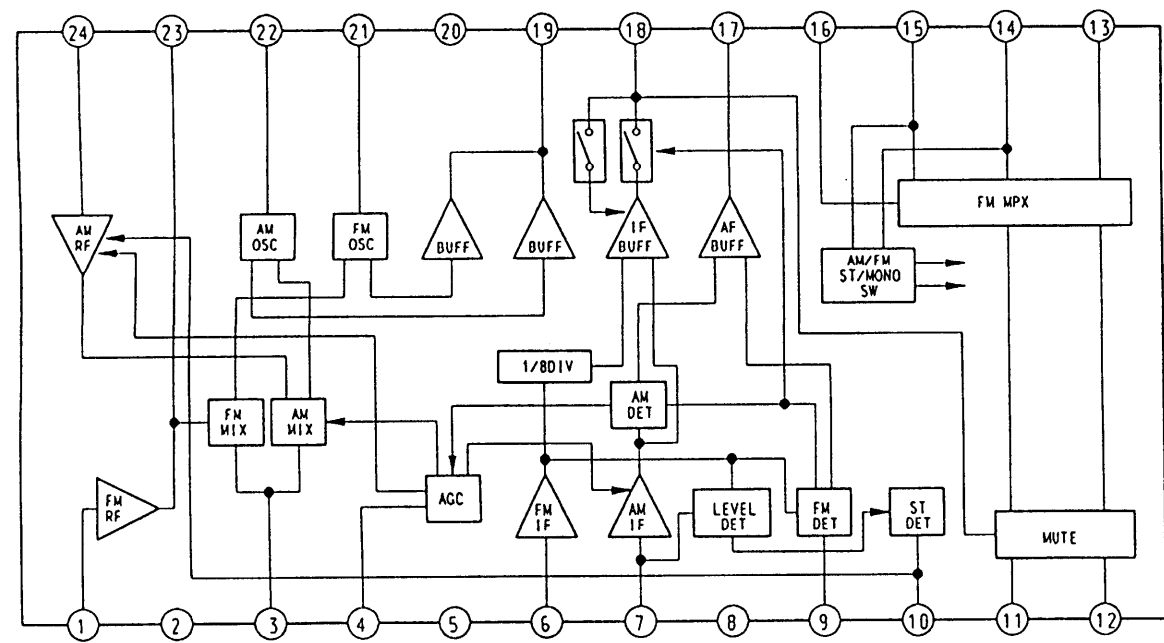 24 23 22 21 20 19 18 17 16 15 14 13
FM MPX
AM
RF
AM
OSC
FM
OSC
BUFF
BUFF
IF
BUFF
AF
BUFF
AM/FM
ST/MONO
SW
1/8DIV
AM
DET
FM
MIX
AM
MIX
AGC
FM
RF
FM
IF
AM
IF
LEVEL
DET
FM
DET
ST
DET
MUTE
1 2 3 4 5 6 7 8 9 10 11 12